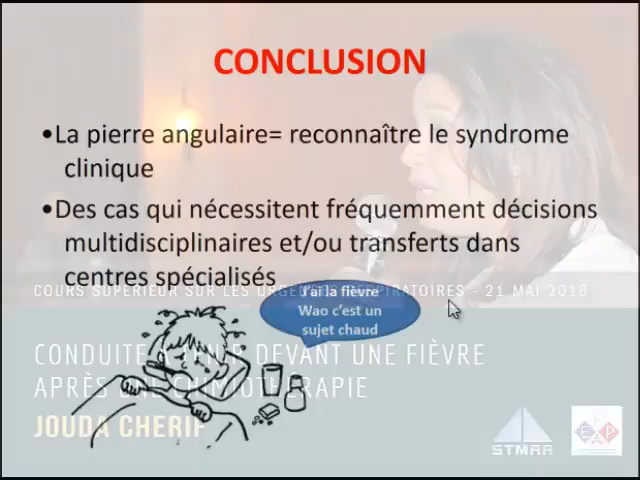 CONCLUSION
•La pierre angulaire= reconnaître le syndrome
clinique
•Des cas qui nécessitent fréquemment décisions
multidisciplinaires et/ou transferts dans
centres spécialisés
COURS SUPÉRIEUR SUR LES URGENCES RESPIRATOIRES - 21 MAI 2016
J'ai la fièvre
Wao c'est un
sujet chaud
CONDUITE À TENIR DEVANT UNE FIÈVRE
APRÈS UNE CHIMIOTHÉRAPIE
JOUDA CHERIF
STMRA
EAP